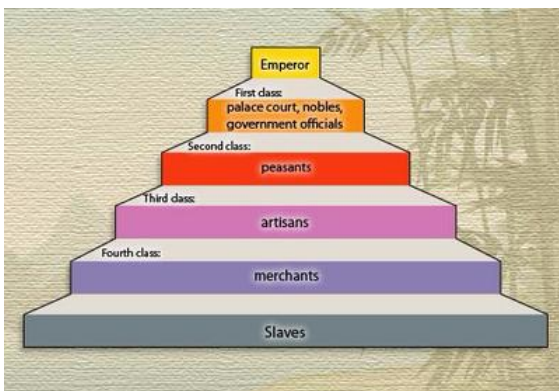 Emperor
First class:
palace court, nobles,
government officials
Second class:
peasants
Third class:
artisans
Fourth class:
merchants
Slaves